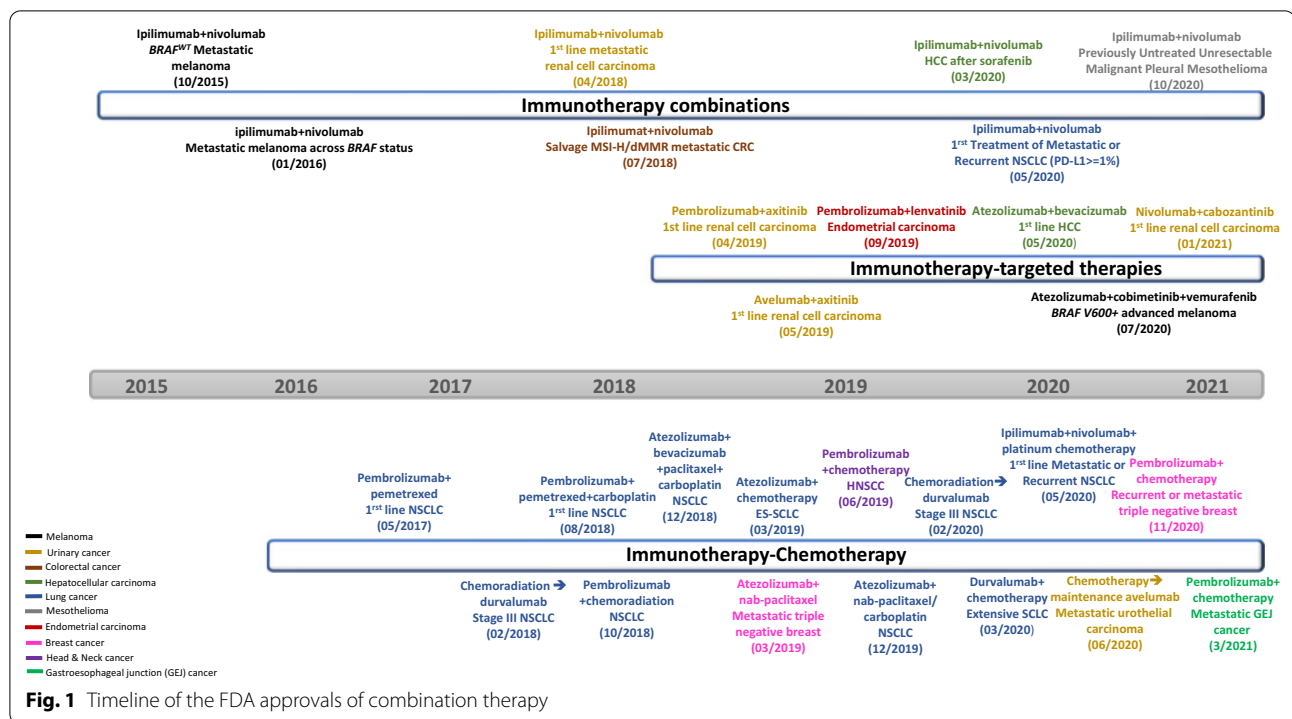 Ipilimumab+nivolumab
BRAFWT Metastatic
melanoma
(10/2015)
Ipilimumab+nivolumab
1st line metastatic
renal cell carcinoma
(04/2018)
Ipilimumab+nivolumab
HCC after sorafenib
(03/2020)
Ipilimumab+nivolumab
Previously Untreated Unresectable
Malignant Pleural Mesothelioma
(10/2020)
Immunotherapy combinations
ipilimumab+nivolumab
Metastatic melanoma across BRAF status
(01/2016)
Ipilimumat+nivolumab
Salvage MSI-H/dMMR metastatic CRC
(07/2018)
Ipilimumab+nivolumab
1rst Treatment of Metastatic or
Recurrent NSCLC (PD-L1>=1%)
(05/2020)
Pembrolizumab+axitinib
1st line renal cell carcinoma
(04/2019)
Pembrolizumab+lenvatinib
Endometrial carcinoma
(09/2019)
Atezolizumab+bevacizumab
1st line HCC
(05/2020)
Nivolumab+cabozantinib
1st line renal cell carcinoma
(01/2021)
Immunotherapy-targeted therapies
Avelumab+axitinib
1st line renal cell carcinoma
(05/2019)
Atezolizumab+cobimetinib+vemurafenib
BRAF V600+ advanced melanoma
(07/2020)
2015 2016 2017 2018 2019 2020 2021
Pembrolizumab+
pemetrexed
1rst line NSCLC
(05/2017)
Pembrolizumab+
pemetrexed+carboplatin
1rst line NSCLC
(08/2018)
Atezolizumab+
bevacizumab
+paclitaxel+
carboplatin
NSCLC
(12/2018)
Atezolizumab+
chemotherapy
ES-SCLC
(03/2019)
Pembrolizumab
+chemotherapy
HNSCC
(06/2019)
Chemoradiation➔
durvalumab
Stage III NSCLC
(02/2020)
Ipilimumab+nivolumab+
platinum chemotherapy
1rst line Metastatic or
Recurrent NSCLC
(05/2020)
Pembrolizumab+
chemotherapy
Recurrent or metastatic
triple negative breast
(11/2020)
Immunotherapy-Chemotherapy
Chemoradiation ➔
durvalumab
Stage III NSCLC
(02/2018)
Pembrolizumab
+chemoradiation
NSCLC
(10/2018)
Atezolizumab+
nab-paclitaxel
Metastatic triple
negative breast
(03/2019)
Atezolizumab+
nab-paclitaxel/
carboplatin
NSCLC
(12/2019)
Durvalumab+
chemotherapy
Extensive SCLC
(03/2020)
Chemotherapy➔
maintenance avelumab
Metastatic urothelial
carcinoma
(06/2020)
Pembrolizumab+
chemotherapy
Metastatic GEJ
cancer
(3/2021)
Melanoma
Urinary cancer
Colorectal cancer
Hepatocellular carcinoma
Lung cancer
Mesothelioma
Endometrial carcinoma
Breast cancer
Head & Neck cancer
Gastroesophageal junction (GEJ) cancer
Fig. 1 Timeline of the FDA approvals of combination therapy